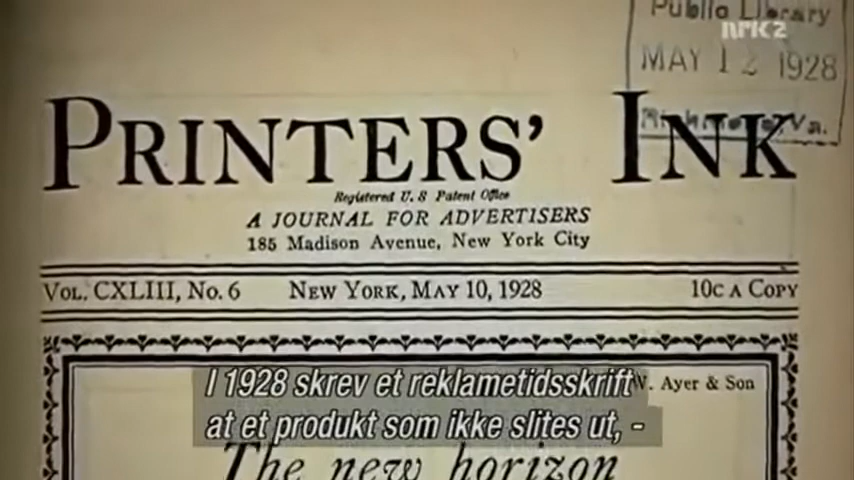 Public Library
nrk2
MAY 12 1928
Richmond, Va.
PRINTERS' INK
Registered U. S Patent Office
A JOURNAL FOR ADVERTISERS
185 Madison Avenue, New York City
VOL. CXLIII, NO. 6 NEW YORK, MAY 10, 1928 10C A COPY
W. Ayer & Son
I 1928 skrev et reklametidsskrift
at et produkt som ikke slites ut, -
The new horizon